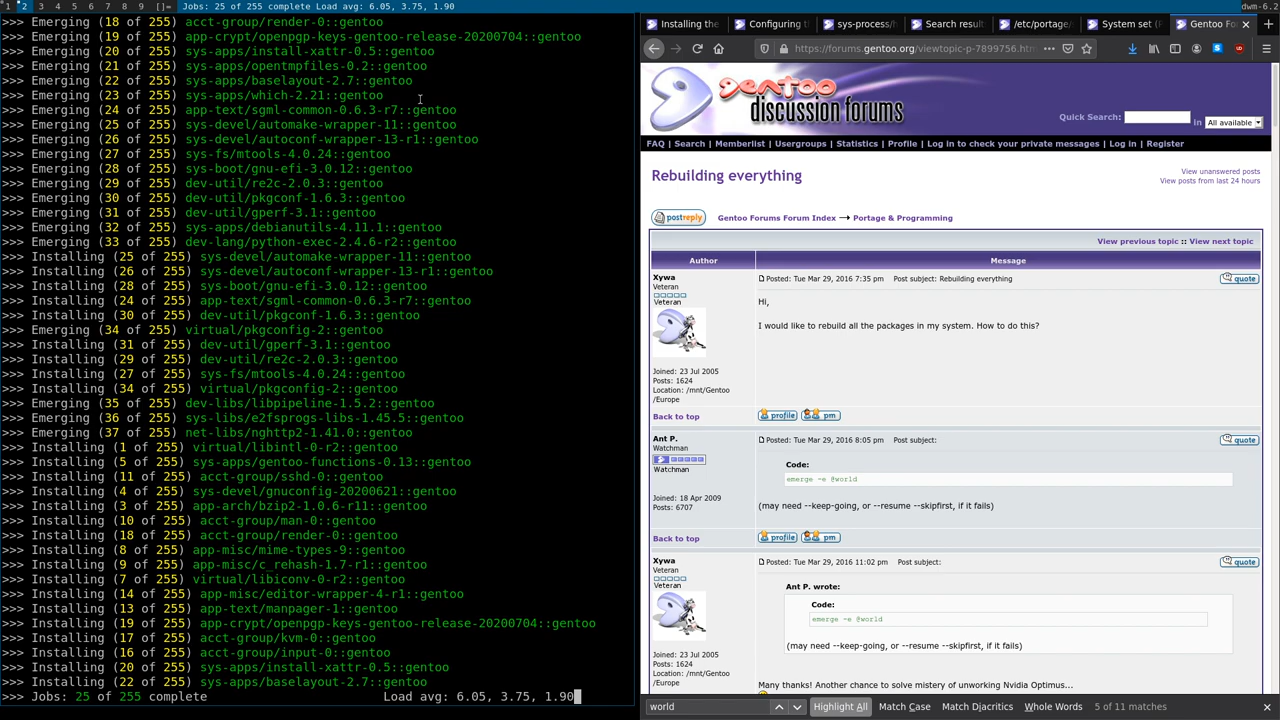 1 2 3 4 5 6 7 8 9 []= Jobs: 25 of 255 complete Load avg: 6.05, 3.75, 1.90 dwm-6.2
>>> Emerging (18 of 255) acct-group/render-0::gentoo
>>> Emerging (19 of 255) app-crypt/openpgp-keys-gentoo-release-20200704::gentoo
>>> Emerging (20 of 255) sys-apps/install-xattr-0.5::gentoo
>>> Emerging (21 of 255) sys-apps/opentmpfiles-0.2::gentoo
>>> Emerging (22 of 255) sys-apps/baselayout-2.7::gentoo
>>> Emerging (23 of 255) sys-apps/which-2.21::gentoo
>>> Emerging (24 of 255) app-text/sgml-common-0.6.3-r7::gentoo
>>> Emerging (25 of 255) sys-devel/automake-wrapper-11::gentoo
>>> Emerging (26 of 255) sys-devel/autoconf-wrapper-13-r1::gentoo
>>> Emerging (27 of 255) sys-fs/mtools-4.0.24::gentoo
>>> Emerging (28 of 255) sys-boot/gnu-efi-3.0.12::gentoo
>>> Emerging (29 of 255) dev-util/re2c-2.0.3::gentoo
>>> Emerging (30 of 255) dev-util/pkgconf-1.6.3::gentoo
>>> Emerging (31 of 255) dev-util/gperf-3.1::gentoo
>>> Emerging (32 of 255) sys-apps/debianutils-4.11.1::gentoo
>>> Emerging (33 of 255) dev-lang/python-exec-2.4.6-r2::gentoo
>>> Installing (25 of 255) sys-devel/automake-wrapper-11::gentoo
>>> Installing (26 of 255) sys-devel/autoconf-wrapper-13-r1::gentoo
>>> Installing (28 of 255) sys-boot/gnu-efi-3.0.12::gentoo
>>> Installing (24 of 255) app-text/sgml-common-0.6.3-r7::gentoo
>>> Installing (30 of 255) dev-util/pkgconf-1.6.3::gentoo
>>> Emerging (34 of 255) virtual/pkgconfig-2::gentoo
>>> Installing (31 of 255) dev-util/gperf-3.1::gentoo
>>> Installing (29 of 255) dev-util/re2c-2.0.3::gentoo
>>> Installing (27 of 255) sys-fs/mtools-4.0.24::gentoo
>>> Installing (34 of 255) virtual/pkgconfig-2::gentoo
>>> Emerging (35 of 255) dev-libs/libpipeline-1.5.2::gentoo
>>> Emerging (36 of 255) sys-libs/e2fsprogs-libs-1.45.5::gentoo
>>> Emerging (37 of 255) net-libs/nghttp2-1.41.0::gentoo
>>> Installing (1 of 255) virtual/libintl-0-r2::gentoo
>>> Installing (5 of 255) sys-apps/gentoo-functions-0.13::gentoo
>>> Installing (11 of 255) acct-group/sshd-0::gentoo
>>> Installing (4 of 255) sys-devel/gnuconfig-20200621::gentoo
>>> Installing (3 of 255) app-arch/bzip2-1.0.6-r11::gentoo
>>> Installing (10 of 255) acct-group/man-0::gentoo
>>> Installing (18 of 255) acct-group/render-0::gentoo
>>> Installing (8 of 255) app-misc/mime-types-9::gentoo
>>> Installing (9 of 255) app-misc/c_rehash-1.7-r1::gentoo
>>> Installing (7 of 255) virtual/libiconv-0-r2::gentoo
>>> Installing (14 of 255) app-misc/editor-wrapper-4-r1::gentoo
>>> Installing (13 of 255) app-text/manpager-1::gentoo
>>> Installing (19 of 255) app-crypt/openpgp-keys-gentoo-release-20200704::gentoo
>>> Installing (17 of 255) acct-group/kvm-0::gentoo
>>> Installing (16 of 255) acct-group/input-0::gentoo
>>> Installing (20 of 255) sys-apps/install-xattr-0.5::gentoo
>>> Installing (22 of 255) sys-apps/baselayout-2.7::gentoo
>>> Jobs: 25 of 255 complete Load avg: 6.05, 3.75, 1.90
Installing the Configuring t sys-process/h Search result /etc/portage/ System set (P Gentoo For
https://forums.gentoo.org/viewtopic-p-7899756.htm
gentoo
discussion forums
Quick Search: in All available
FAQ | Search | Memberlist | Usergroups | Statistics | Profile | Log in to check your private messages | Log in | Register
View unanswered posts
View posts from last 24 hours
Rebuilding everything
postreply Gentoo Forums Forum Index Portage & Programming
View previous topic :: View next topic
Author Message
Xywa
Veteran
Veteran
Joined: 23 Jul 2005
Posts: 1624
Location: /mnt/Gentoo
/Europe
Posted: Tue Mar 29, 2016 7:35 pm Post subject: Rebuilding everything
quote
Hi,
I would like to rebuild all the packages in my system. How to do this?
Back to top profile pm
Ant P.
Watchman
Watchman
Joined: 18 Apr 2009
Posts: 6707
Posted: Tue Mar 29, 2016 8:05 pm Post subject:
quote
Code:
emerge -e @world
(may need --keep-going, or --resume --skipfirst, if it fails)
Back to top profile pm
Xywa
Veteran
Veteran
Joined: 23 Jul 2005
Posts: 1624
Location: /mnt/Gentoo
/Europe
Posted: Tue Mar 29, 2016 11:02 pm Post subject:
quote
Ant P. wrote:
Code:
emerge -e @world
(may need --keep-going, or --resume --skipfirst, if it fails)
Many thanks! Another chance to solve mistery of unworking Nvidia Optimus...
world Highlight All Match Case Match Diacritics Whole Words 5 of 11 matches